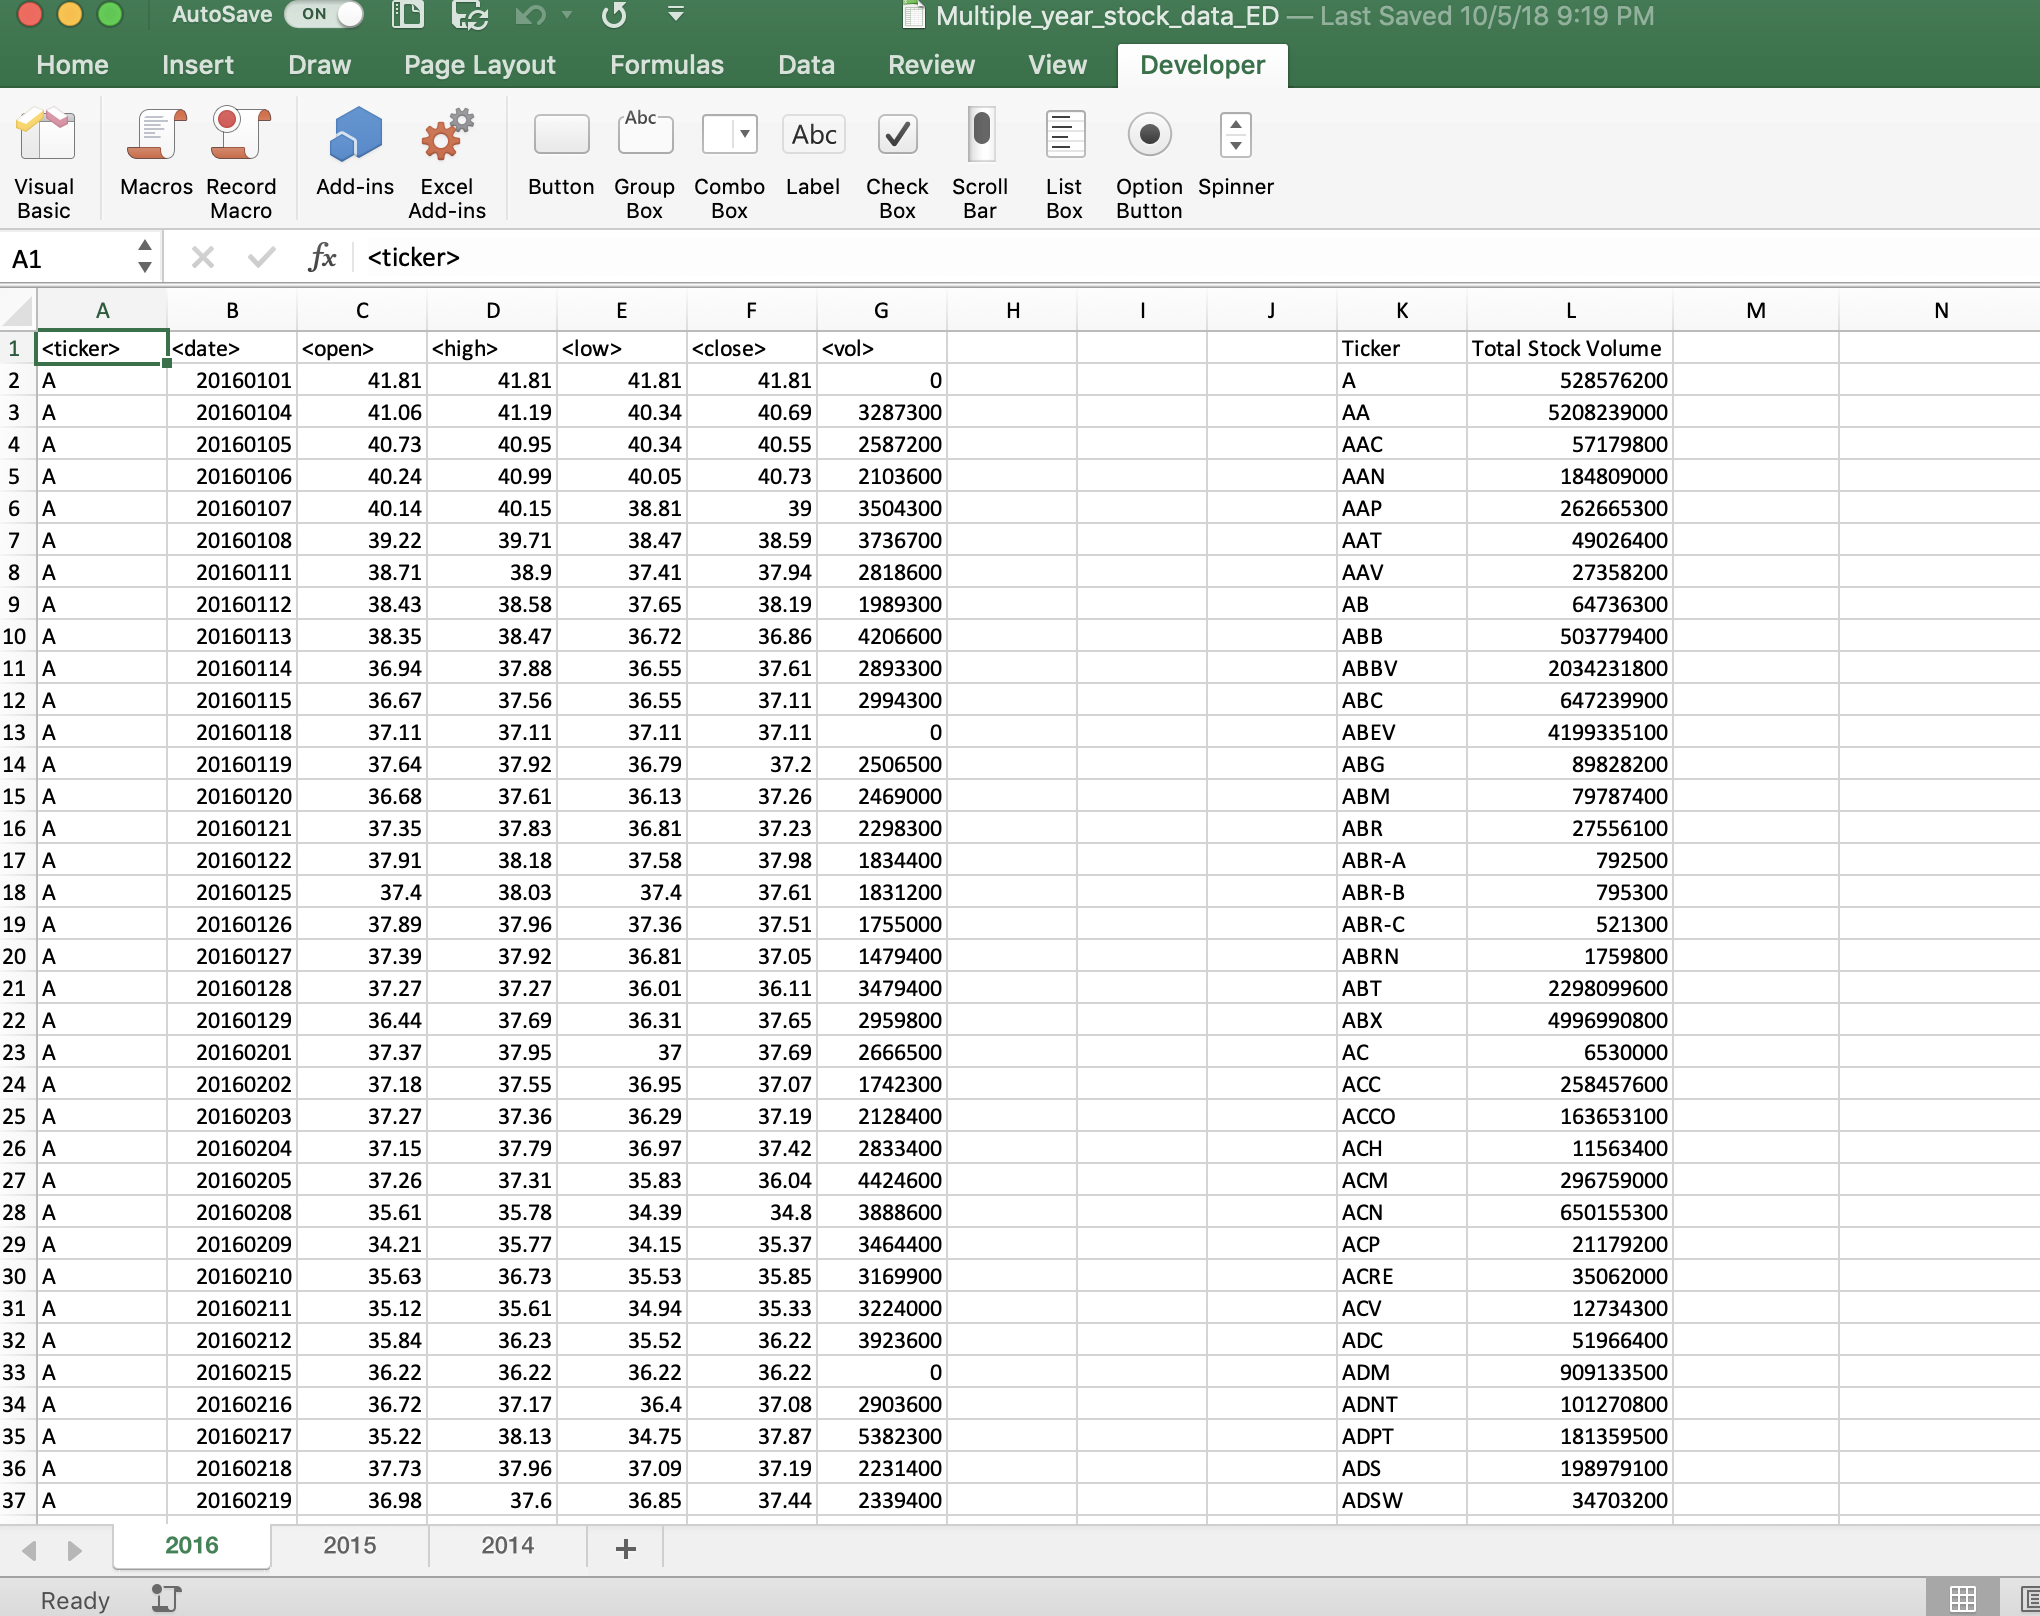 AutoSave ON Multiple_year_stock_data_ED — Last Saved 10/5/18 9:19 PM
Home Insert Draw Page Layout Formulas Data Review View Developer
Abc Abc
Visual Basic Macros Record Macro Add-ins Excel Add-ins Button Group Box Combo Box Label Check Box Scroll Bar List Box Option Button Spinner
A1 fx <ticker>
A B C D E F G H I J K L M N
1 <ticker> <date> <open> <high> <low> <close> <vol> Ticker Total Stock Volume
2 A 20160101 41.81 41.81 41.81 41.81 0 A 528576200
3 A 20160104 41.06 41.19 40.34 40.69 3287300 AA 5208239000
4 A 20160105 40.73 40.95 40.34 40.55 2587200 AAC 57179800
5 A 20160106 40.24 40.99 40.05 40.73 2103600 AAN 184809000
6 A 20160107 40.14 40.15 38.81 39 3504300 AAP 262665300
7 A 20160108 39.22 39.71 38.47 38.59 3736700 AAT 49026400
8 A 20160111 38.71 38.9 37.41 37.94 2818600 AAV 27358200
9 A 20160112 38.43 38.58 37.65 38.19 1989300 AB 64736300
10 A 20160113 38.35 38.47 36.72 36.86 4206600 ABB 503779400
11 A 20160114 36.94 37.88 36.55 37.61 2893300 ABBV 2034231800
12 A 20160115 36.67 37.56 36.55 37.11 2994300 ABC 647239900
13 A 20160118 37.11 37.11 37.11 37.11 0 ABEV 4199335100
14 A 20160119 37.64 37.92 36.79 37.2 2506500 ABG 89828200
15 A 20160120 36.68 37.61 36.13 37.26 2469000 ABM 79787400
16 A 20160121 37.35 37.83 36.81 37.23 2298300 ABR 27556100
17 A 20160122 37.91 38.18 37.58 37.98 1834400 ABR-A 792500
18 A 20160125 37.4 38.03 37.4 37.61 1831200 ABR-B 795300
19 A 20160126 37.89 37.96 37.36 37.51 1755000 ABR-C 521300
20 A 20160127 37.39 37.92 36.81 37.05 1479400 ABRN 1759800
21 A 20160128 37.27 37.27 36.01 36.11 3479400 ABT 2298099600
22 A 20160129 36.44 37.69 36.31 37.65 2959800 ABX 4996990800
23 A 20160201 37.37 37.95 37 37.69 2666500 AC 6530000
24 A 20160202 37.18 37.55 36.95 37.07 1742300 ACC 258457600
25 A 20160203 37.27 37.36 36.29 37.19 2128400 ACCO 163653100
26 A 20160204 37.15 37.79 36.97 37.42 2833400 ACH 11563400
27 A 20160205 37.26 37.31 35.83 36.04 4424600 ACM 296759000
28 A 20160208 35.61 35.78 34.39 34.8 3888600 ACN 650155300
29 A 20160209 34.21 35.77 34.15 35.37 3464400 ACP 21179200
30 A 20160210 35.63 36.73 35.53 35.85 3169900 ACRE 35062000
31 A 20160211 35.12 35.61 34.94 35.33 3224000 ACV 12734300
32 A 20160212 35.84 36.23 35.52 36.22 3923600 ADC 51966400
33 A 20160215 36.22 36.22 36.22 36.22 0 ADM 909133500
34 A 20160216 36.72 37.17 36.4 37.08 2903600 ADNT 101270800
35 A 20160217 35.22 38.13 34.75 37.87 5382300 ADPT 181359500
36 A 20160218 37.73 37.96 37.09 37.19 2231400 ADS 198979100
37 A 20160219 36.98 37.6 36.85 37.44 2339400 ADSW 34703200
2016 2015 2014 +
Ready